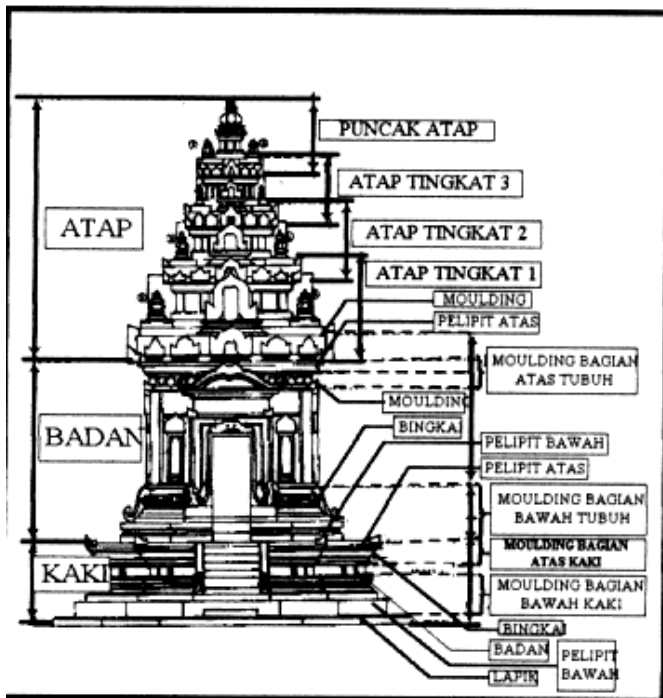 PUNCAK ATAP
ATAP TINGKAT 3
ATAP
ATAP TINGKAT 2
ATAP TINGKAT 1
MOULDING
PELIPIT ATAS
MOULDING BAGIAN
ATAS TUBUH
MOULDING
BINGKAI
BADAN
PELIPIT BAWAH
PELIPIT ATAS
MOULDING BAGIAN
BAWAH TUBUH
MOULDING BAGIAN
ATAS KAKI
KAKI
MOULDING BAGIAN
BAWAH KAKI
BINGKAI
BADAN
PELIPIT
BAWAH
LAPIK